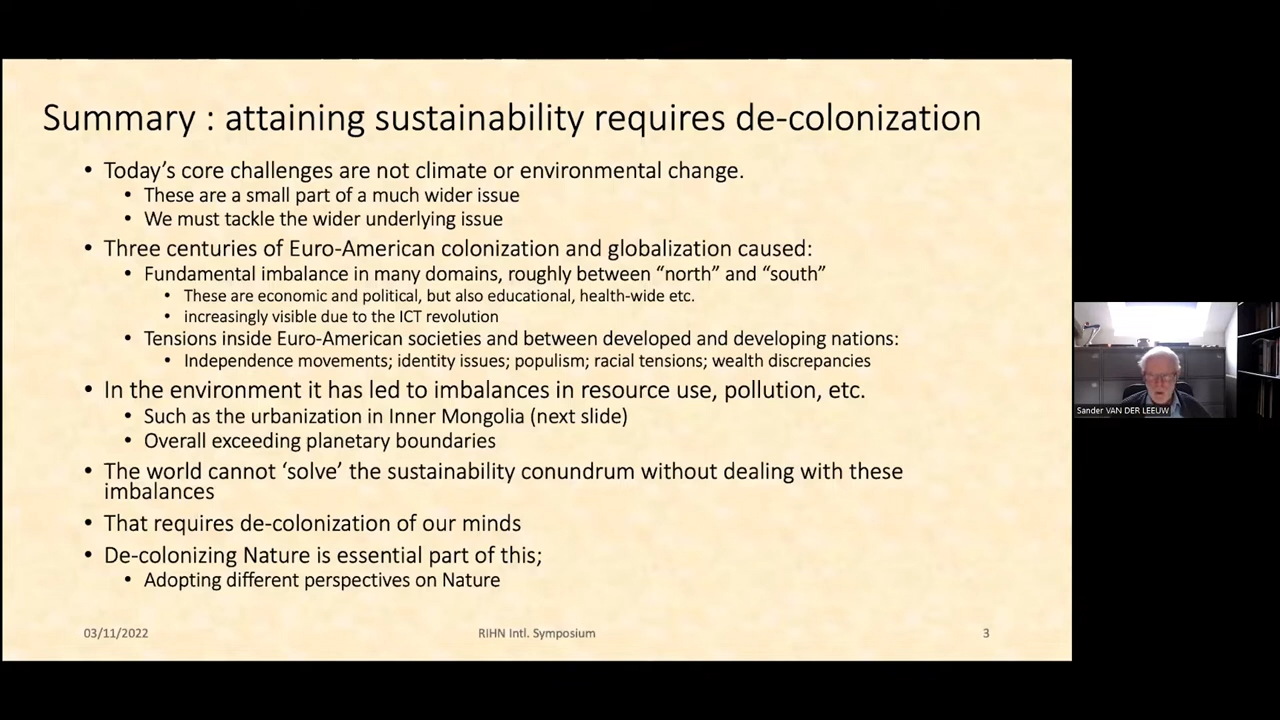 Summary : attaining sustainability requires de-colonization
• Today’s core challenges are not climate or environmental change.
• These are a small part of a much wider issue
• We must tackle the wider underlying issue
• Three centuries of Euro-American colonization and globalization caused:
• Fundamental imbalance in many domains, roughly between “north” and “south”
• These are economic and political, but also educational, health-wide etc.
• increasingly visible due to the ICT revolution
• Tensions inside Euro-American societies and between developed and developing nations:
• Independence movements; identity issues; populism; racial tensions; wealth discrepancies
• In the environment it has led to imbalances in resource use, pollution, etc.
• Such as the urbanization in Inner Mongolia (next slide)
• Overall exceeding planetary boundaries
• The world cannot ‘solve’ the sustainability conundrum without dealing with these
imbalances
• That requires de-colonization of our minds
• De-colonizing Nature is essential part of this;
• Adopting different perspectives on Nature
03/11/2022
RIHN Intl. Symposium
3
Sander VAN DER LEEUW